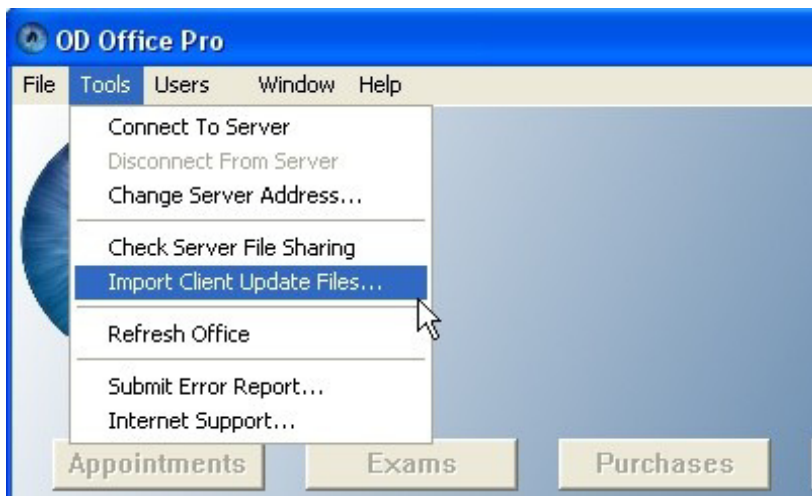 OD Office Pro
File Tools Users Window Help
Connect To Server
Disconnect From Server
Change Server Address...
Check Server File Sharing
Import Client Update Files...
Refresh Office
Submit Error Report...
Internet Support...
Appointments Exams Purchases